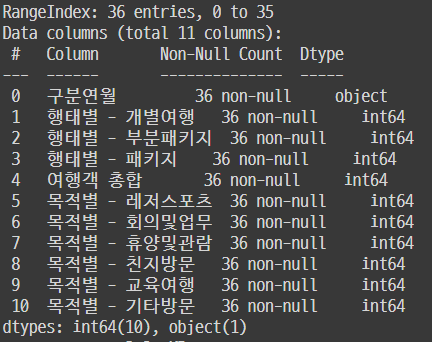 RangeIndex: 36 entries, 0 to 35
Data columns (total 11 columns):
 #   Column        Non-Null Count  Dtype
---  ------        --------------  -----
 0   구분연월          36 non-null     object
 1   행태별 - 개별여행   36 non-null     int64
 2   행태별 - 부분패키지  36 non-null     int64
 3   행태별 - 패키지    36 non-null     int64
 4   여행객 총합        36 non-null     int64
 5   목적별 - 레저스포츠  36 non-null     int64
 6   목적별 - 회의및업무  36 non-null     int64
 7   목적별 - 휴양및관람  36 non-null     int64
 8   목적별 - 친지방문   36 non-null     int64
 9   목적별 - 교육여행   36 non-null     int64
 10  목적별 - 기타방문   36 non-null     int64
dtypes: int64(10), object(1)